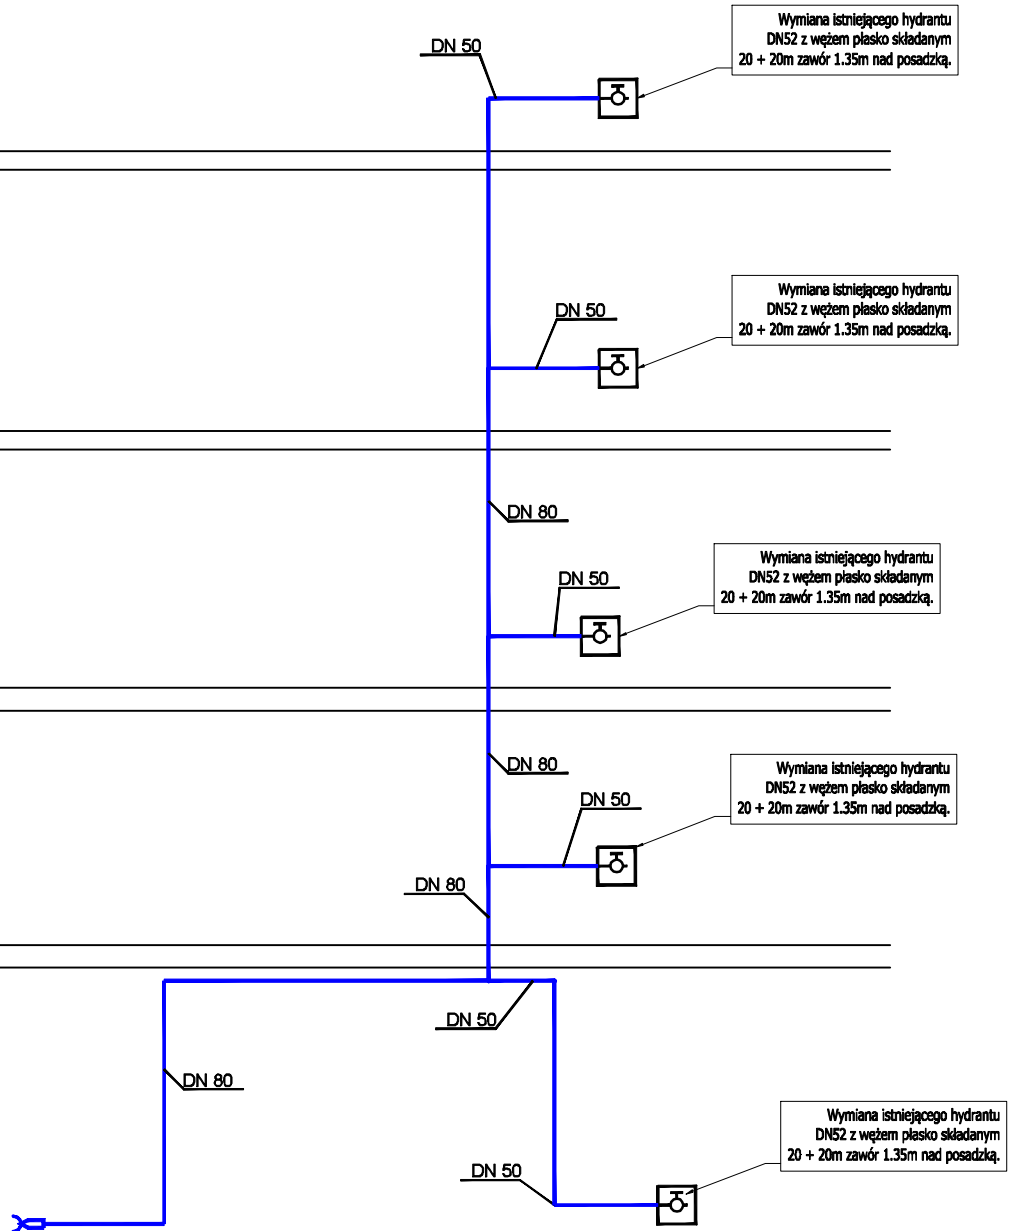 Wymiana istniejącego hydrantu
DN52 z wężem płasko składanym
20 + 20m zawór 1.35m nad posadzką.
DN 50
Wymiana istniejącego hydrantu
DN52 z wężem płasko składanym
20 + 20m zawór 1.35m nad posadzką.
DN 50
DN 80
Wymiana istniejącego hydrantu
DN52 z wężem płasko składanym
20 + 20m zawór 1.35m nad posadzką.
DN 50
DN 80
Wymiana istniejącego hydrantu
DN52 z wężem płasko składanym
20 + 20m zawór 1.35m nad posadzką.
DN 50
DN 80
DN 50
DN 80
Wymiana istniejącego hydrantu
DN52 z wężem płasko składanym
20 + 20m zawór 1.35m nad posadzką.
DN 50